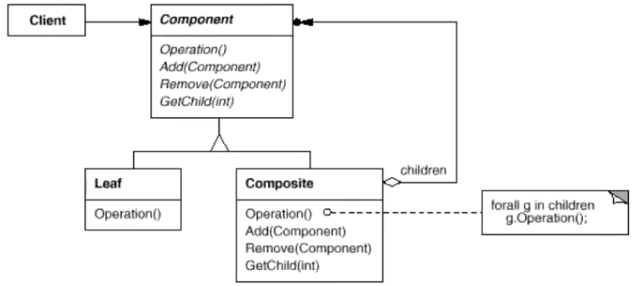 Client
Component
Operation()
Add(Component)
Remove(Component)
GetChild(int)
children
Leaf
Operation()
Composite
Operation()
Add(Component)
Remove(Component)
GetChild(int)
forall g in children
g.Operation();